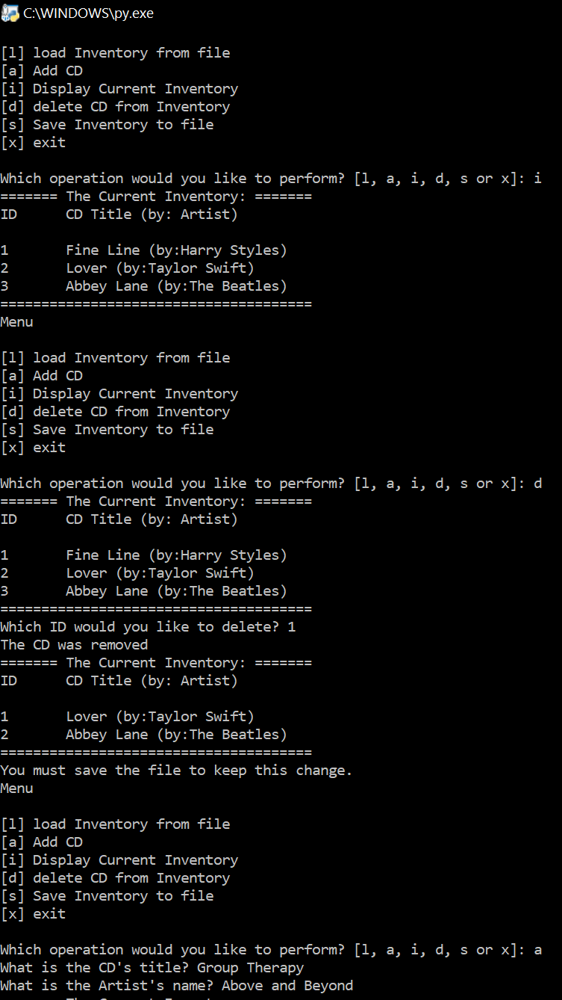 C:\WINDOWS\py.exe
[l] load Inventory from file
[a] Add CD
[i] Display Current Inventory
[d] delete CD from Inventory
[s] Save Inventory to file
[x] exit
Which operation would you like to perform? [l, a, i, d, s or x]: i
======= The Current Inventory: =======
ID      CD Title (by: Artist)
1       Fine Line (by:Harry Styles)
2       Lover (by:Taylor Swift)
3       Abbey Lane (by:The Beatles)
======================================
Menu
[l] load Inventory from file
[a] Add CD
[i] Display Current Inventory
[d] delete CD from Inventory
[s] Save Inventory to file
[x] exit
Which operation would you like to perform? [l, a, i, d, s or x]: d
======= The Current Inventory: =======
ID      CD Title (by: Artist)
1       Fine Line (by:Harry Styles)
2       Lover (by:Taylor Swift)
3       Abbey Lane (by:The Beatles)
======================================
Which ID would you like to delete? 1
The CD was removed
======= The Current Inventory: =======
ID      CD Title (by: Artist)
1       Lover (by:Taylor Swift)
2       Abbey Lane (by:The Beatles)
======================================
You must save the file to keep this change.
Menu
[l] load Inventory from file
[a] Add CD
[i] Display Current Inventory
[d] delete CD from Inventory
[s] Save Inventory to file
[x] exit
Which operation would you like to perform? [l, a, i, d, s or x]: a
What is the CD's title? Group Therapy
What is the Artist's name? Above and Beyond